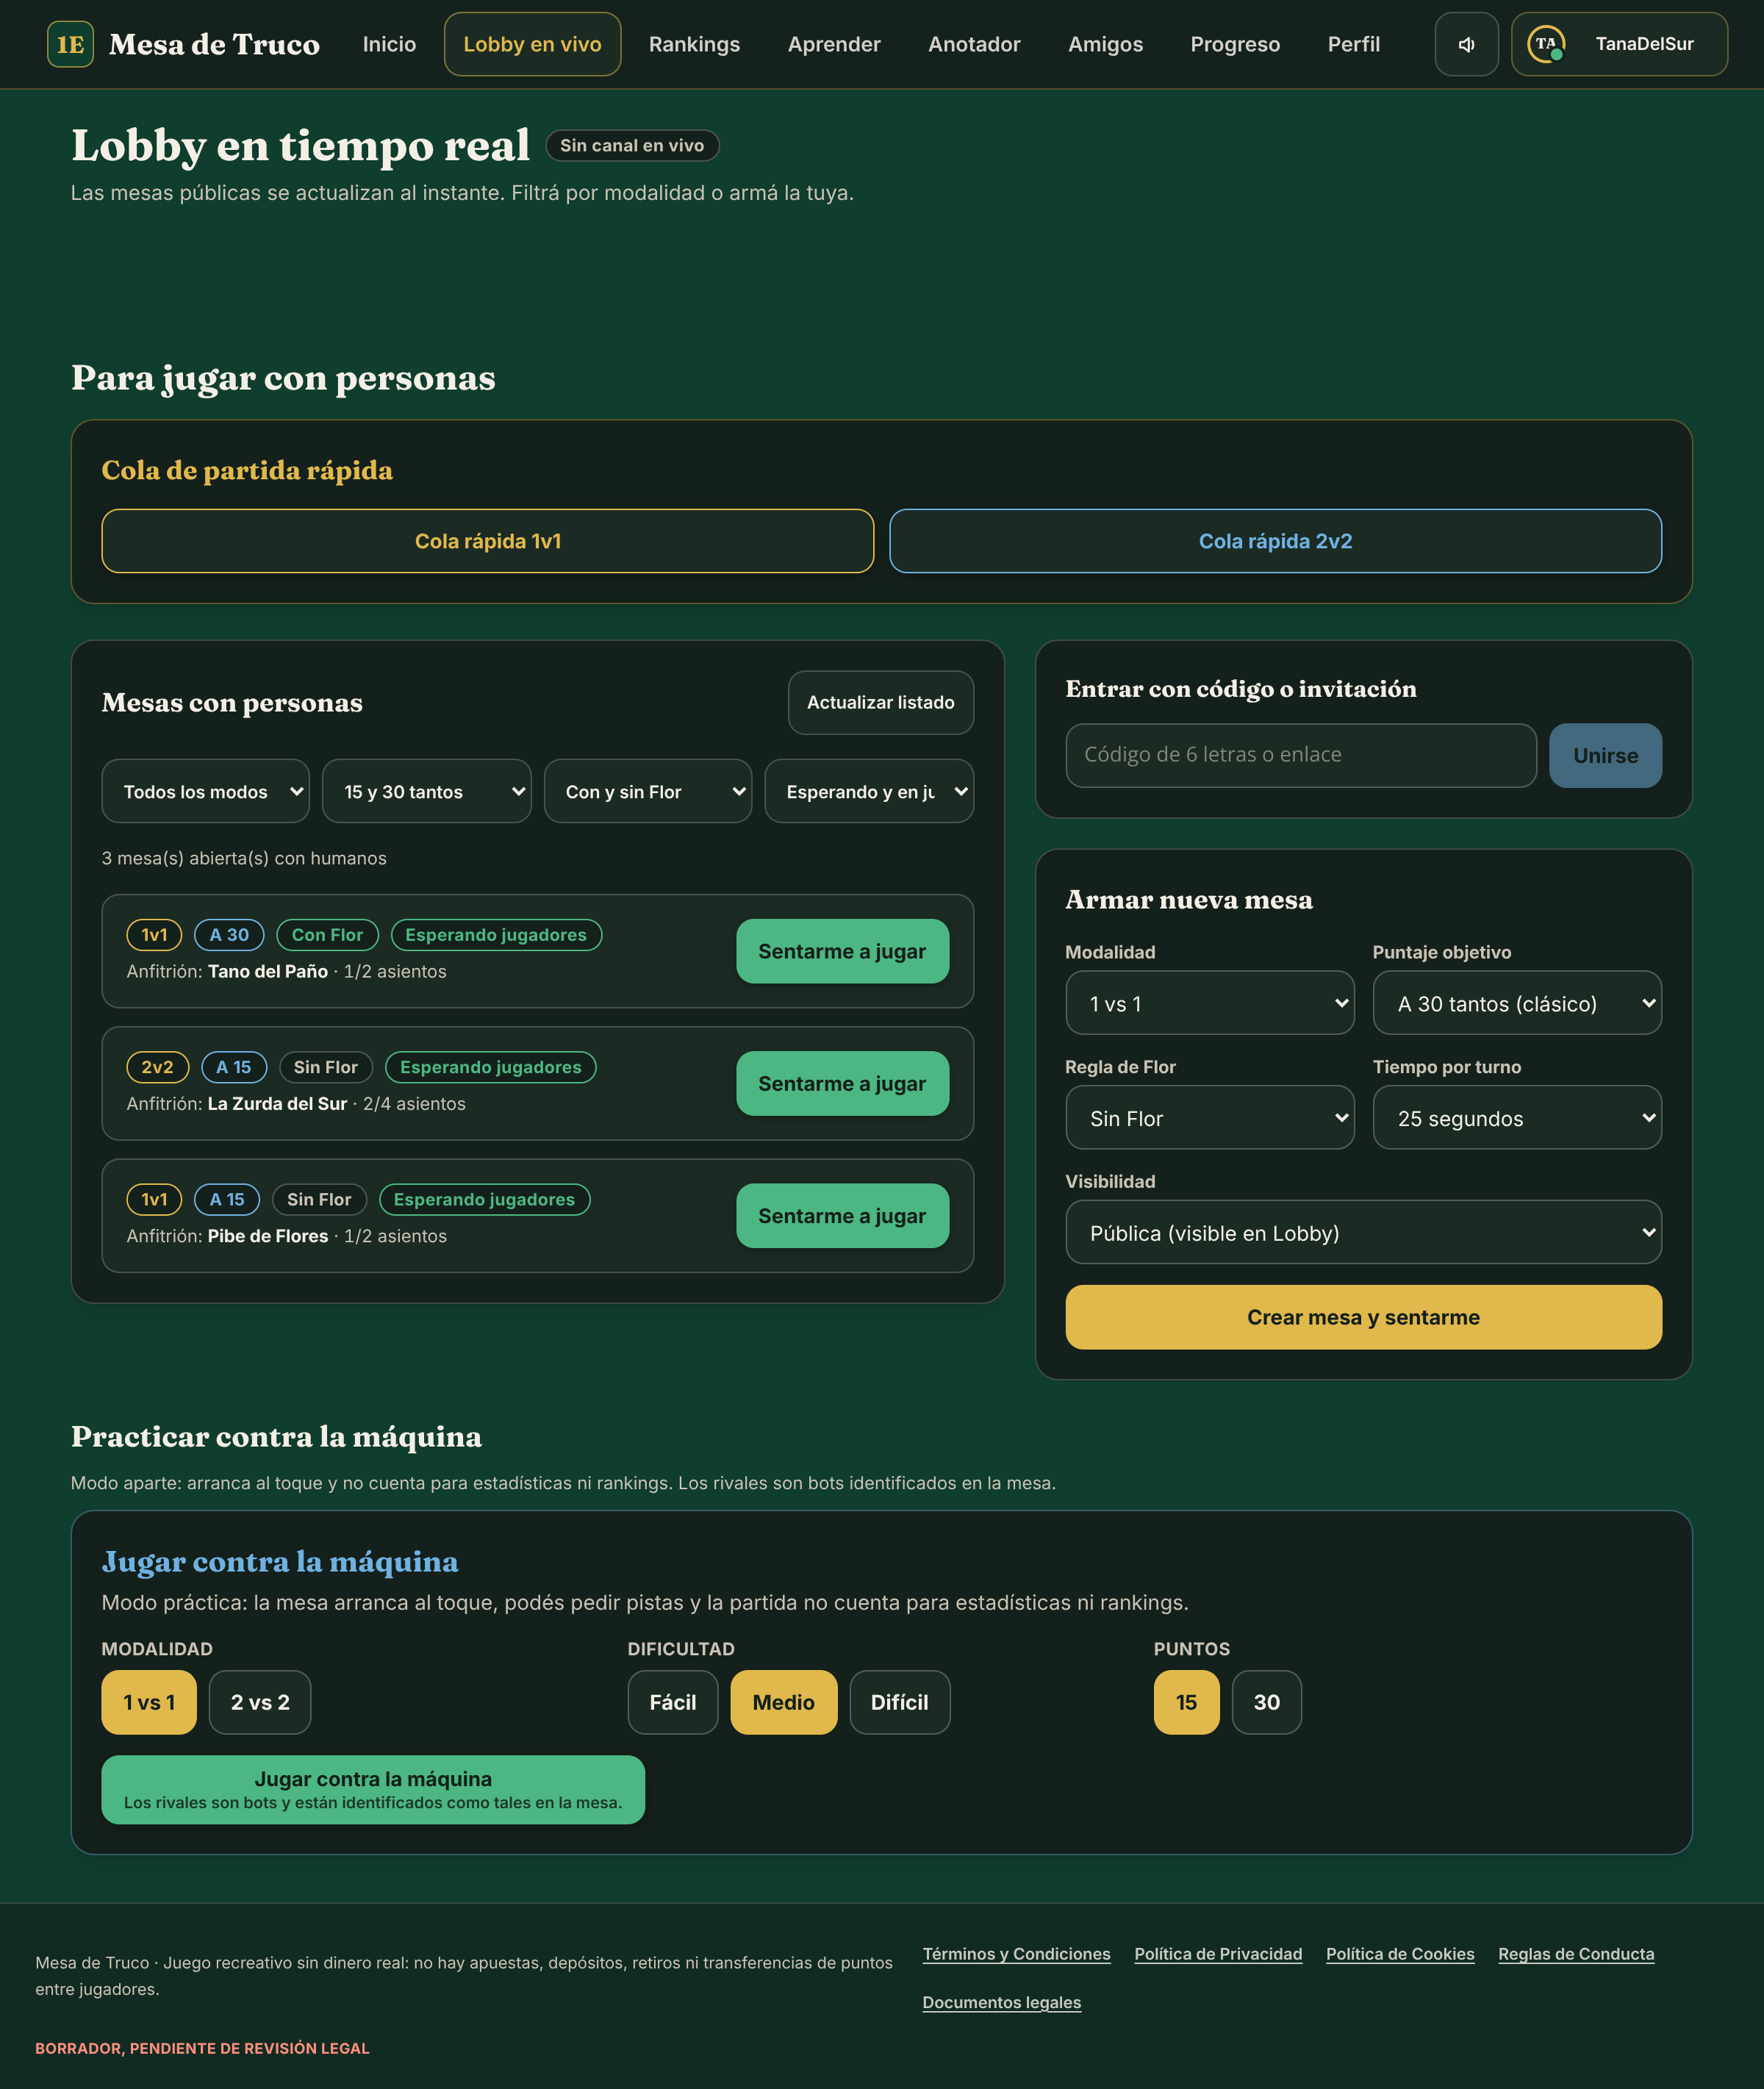 1E Mesa de Truco Inicio Lobby en vivo Rankings Aprender Anotador Amigos Progreso Perfil TA TanaDelSur
Lobby en tiempo real Sin canal en vivo
Las mesas públicas se actualizan al instante. Filtrá por modalidad o armá la tuya.
Para jugar con personas
Cola de partida rápida
Cola rápida 1v1 Cola rápida 2v2
Mesas con personas Actualizar listado
Todos los modos 15 y 30 tantos Con y sin Flor Esperando y en ju
3 mesa(s) abierta(s) con humanos
1v1 A 30 Con Flor Esperando jugadores
Anfitrión: Tano del Paño · 1/2 asientos
Sentarme a jugar
2v2 A 15 Sin Flor Esperando jugadores
Anfitrión: La Zurda del Sur · 2/4 asientos
Sentarme a jugar
1v1 A 15 Sin Flor Esperando jugadores
Anfitrión: Pibe de Flores · 1/2 asientos
Sentarme a jugar
Entrar con código o invitación
Código de 6 letras o enlace Unirse
Armar nueva mesa
Modalidad Puntaje objetivo
1 vs 1 A 30 tantos (clásico)
Regla de Flor Tiempo por turno
Sin Flor 25 segundos
Visibilidad
Pública (visible en Lobby)
Crear mesa y sentarme
Practicar contra la máquina
Modo aparte: arranca al toque y no cuenta para estadísticas ni rankings. Los rivales son bots identificados en la mesa.
Jugar contra la máquina
Modo práctica: la mesa arranca al toque, podés pedir pistas y la partida no cuenta para estadísticas ni rankings.
MODALIDAD DIFICULTAD PUNTOS
1 vs 1 2 vs 2 Fácil Medio Difícil 15 30
Jugar contra la máquina
Los rivales son bots y están identificados como tales en la mesa.
Mesa de Truco · Juego recreativo sin dinero real: no hay apuestas, depósitos, retiros ni transferencias de puntos
entre jugadores.
BORRADOR, PENDIENTE DE REVISIÓN LEGAL
Términos y Condiciones Política de Privacidad Política de Cookies Reglas de Conducta
Documentos legales